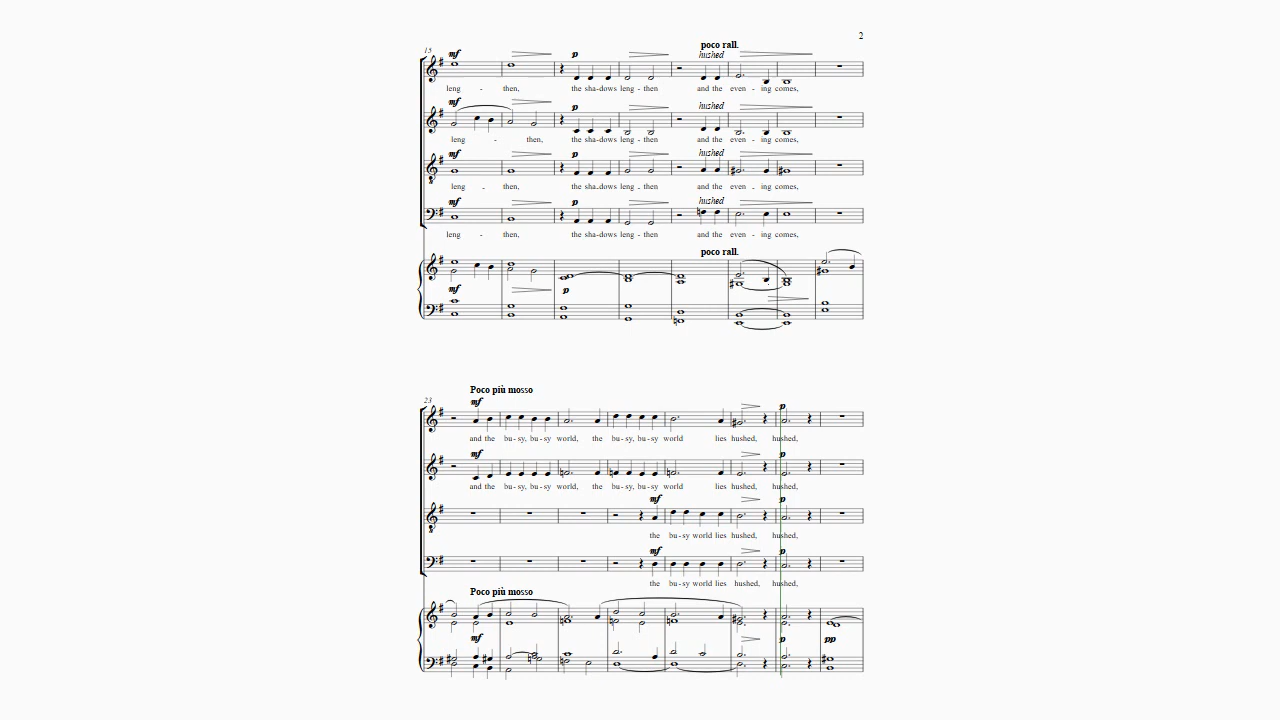 2
poco rall.
15 mf p hushed
leng - then, the sha-dows leng - then and the even - ing comes,
mf p hushed
leng - then, the sha-dows leng - then and the even - ing comes,
mf p hushed
leng - then, the sha-dows leng - then and the even - ing comes,
mf p hushed
leng - then, the sha-dows leng - then and the even - ing comes,
poco rall.
mf p
Poco più mosso
23 mf p
and the bu-sy, bu-sy world, the bu-sy, bu-sy world lies hushed, hushed,
mf p
and the bu-sy, bu-sy world, the bu-sy, bu-sy world lies hushed, hushed,
mf p
the bu-sy world lies hushed, hushed,
mf p
the bu-sy world lies hushed, hushed,
Poco più mosso
mf p pp